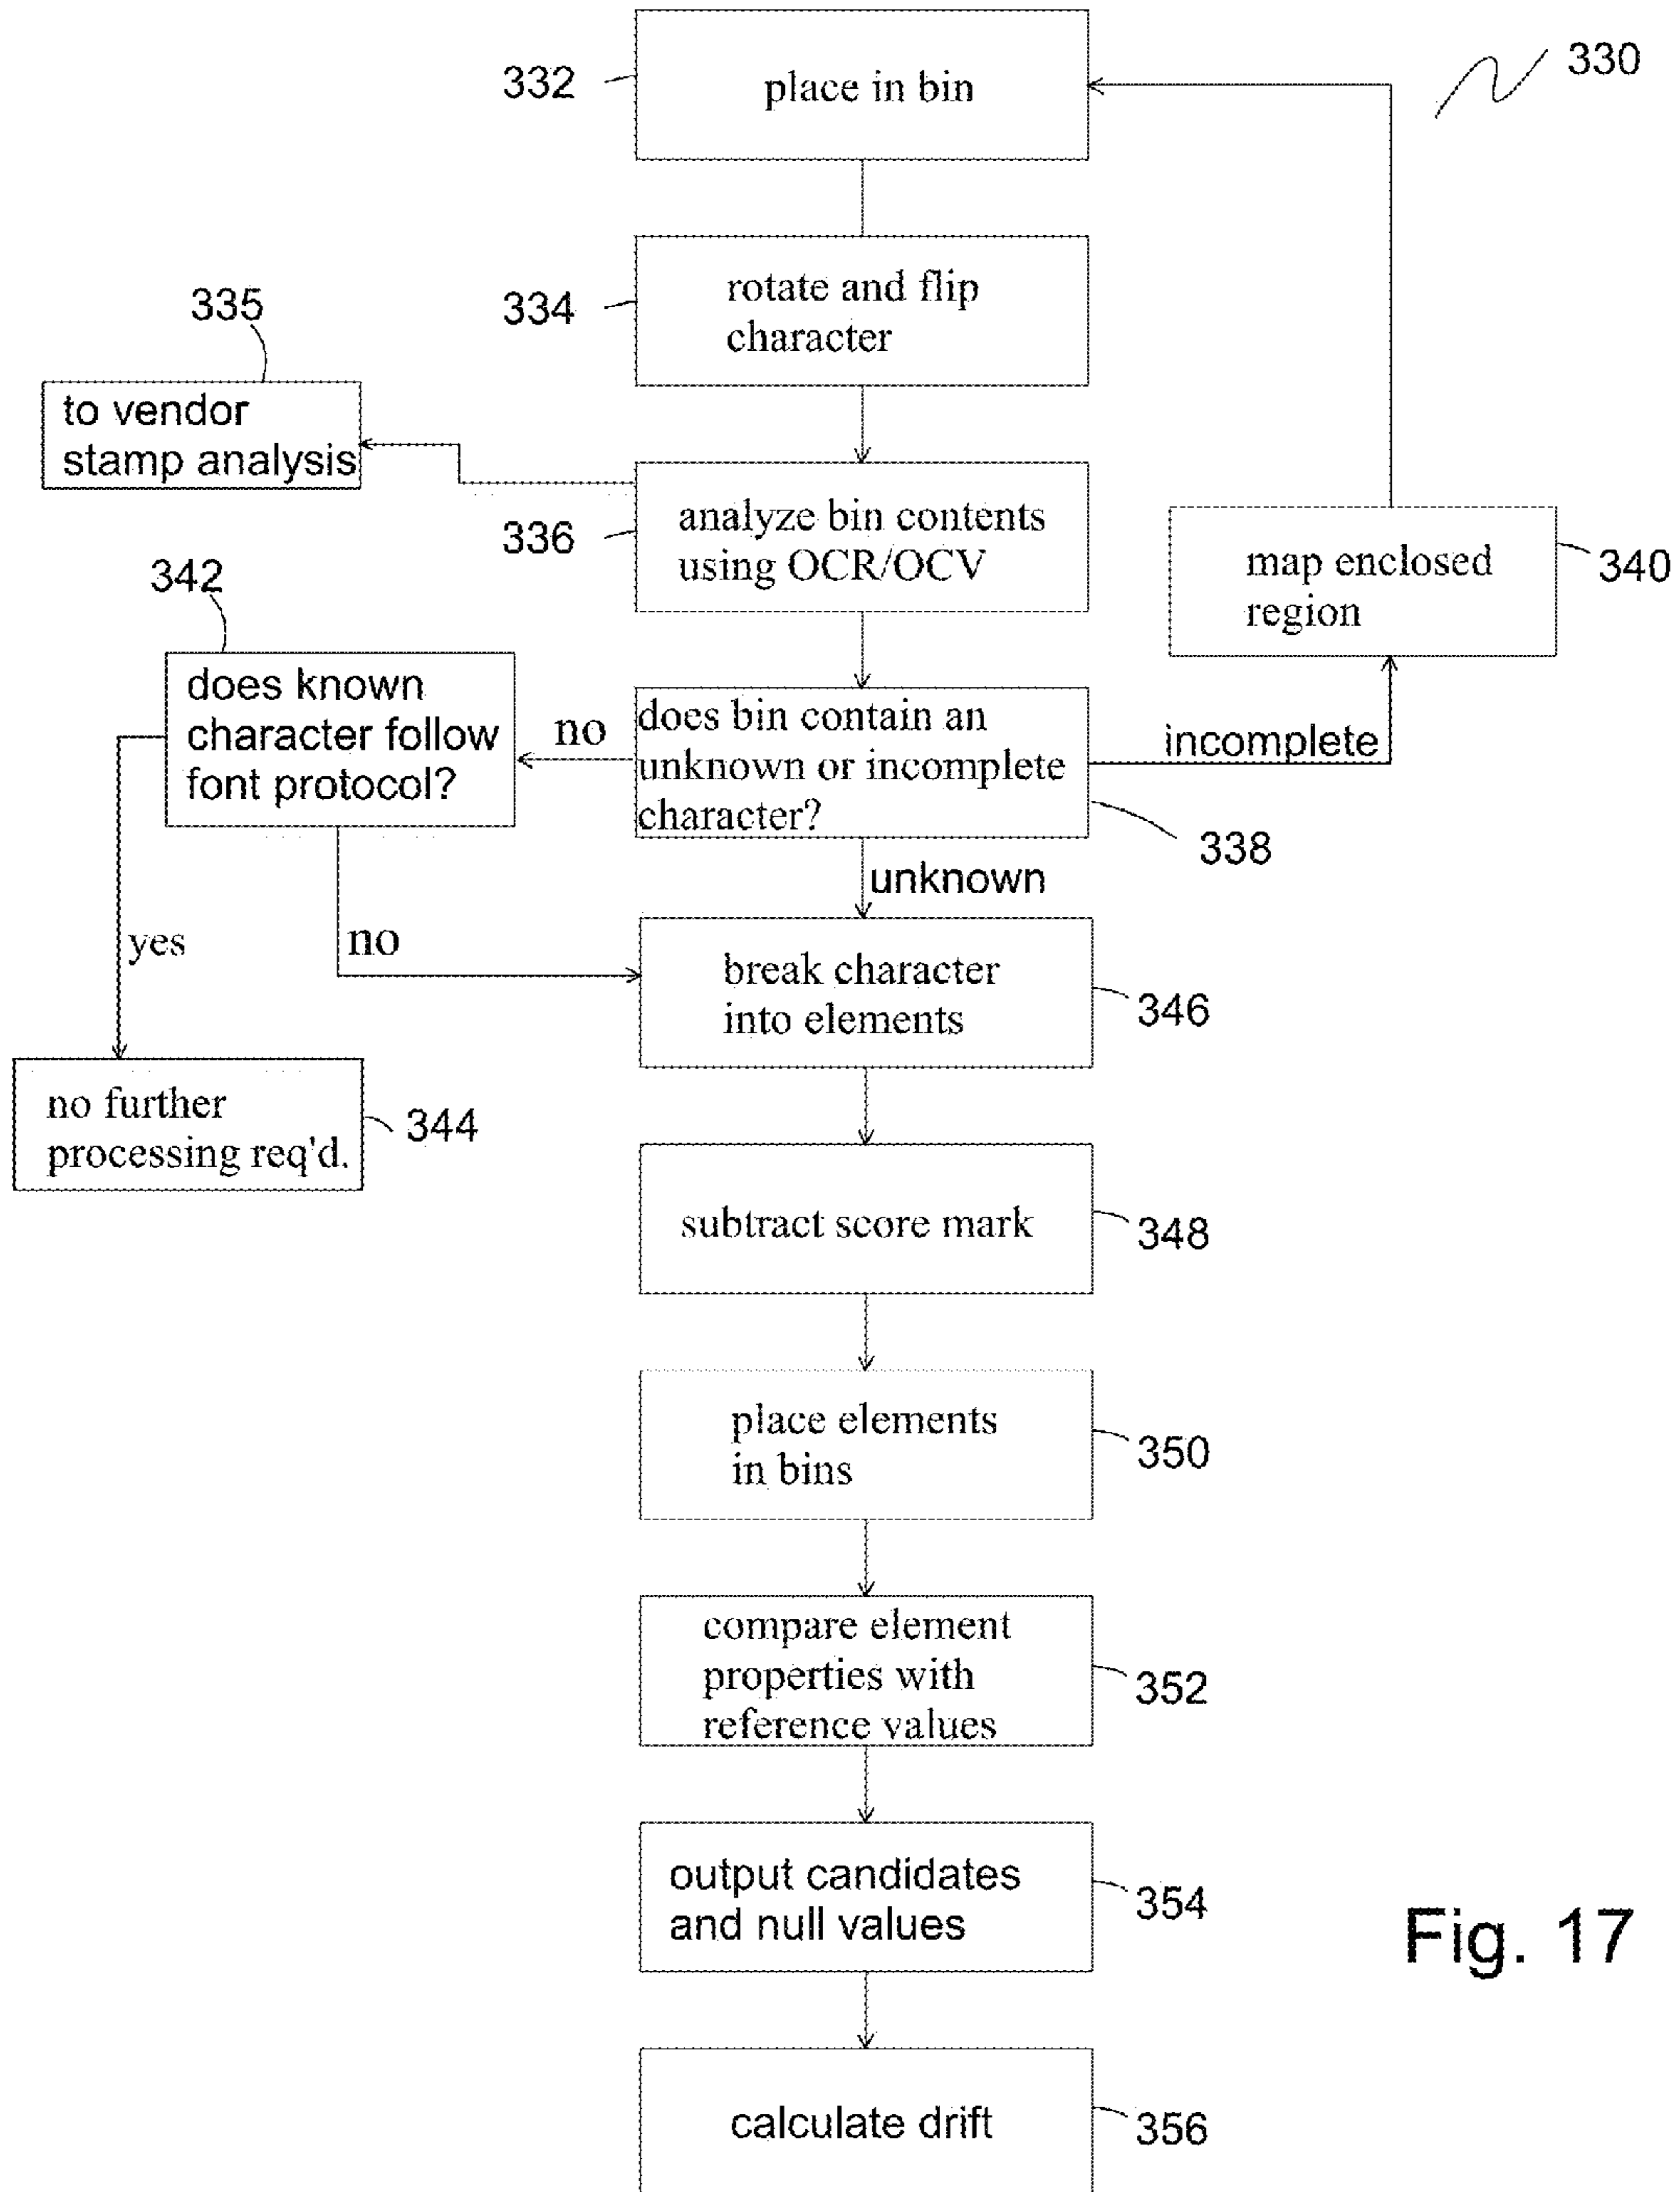 330
332
place in bin
334
rotate and flip
character
335
to vendor
stamp analysis
336
analyze bin contents
using OCR/OCV
340
map enclosed
region
342
does known
character follow
font protocol?
no
does bin contain an
unknown or incomplete
character?
incomplete
338
unknown
yes
no
break character
into elements
346
no further
processing req'd.
344
subtract score mark
348
place elements
in bins
350
compare element
properties with
reference values
352
output candidates
and null values
354
Fig. 17
calculate drift
356